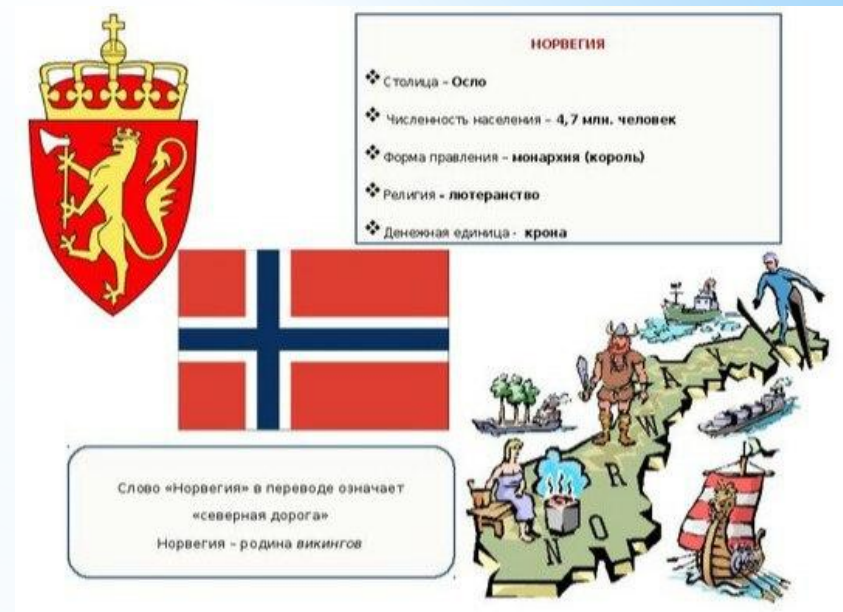 НОРВЕГИЯ
❖ Столица – Осло
❖ Численность населения – 4,7 млн. человек
❖ Форма правления – монархия (король)
❖ Религия - лютеранство
❖ Денежная единица - крона
NORWAY
Слово «Норвегия» в переводе означает
«северная дорога»
Норвегия – родина викингов